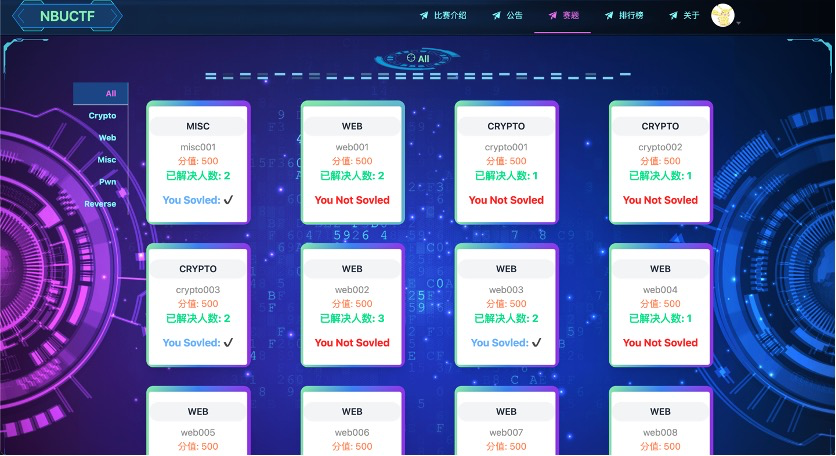 NBUCTF
比赛介绍 公告 赛题 排行榜 关于
All
All
Crypto
Web
Misc
Pwn
Reverse
MISC
misc001
分值: 500
已解决人数: 2
You Sovled: ✔
WEB
web001
分值: 500
已解决人数: 2
You Not Sovled
CRYPTO
crypto001
分值: 500
已解决人数: 1
You Not Sovled
CRYPTO
crypto002
分值: 500
已解决人数: 1
You Not Sovled
CRYPTO
crypto003
分值: 500
已解决人数: 2
You Sovled: ✔
WEB
web002
分值: 500
已解决人数: 3
You Not Sovled
WEB
web003
分值: 500
已解决人数: 2
You Sovled: ✔
WEB
web004
分值: 500
已解决人数: 1
You Not Sovled
WEB
web005
分值: 500
WEB
web006
分值: 500
WEB
web007
分值: 500
WEB
web008
分值: 500